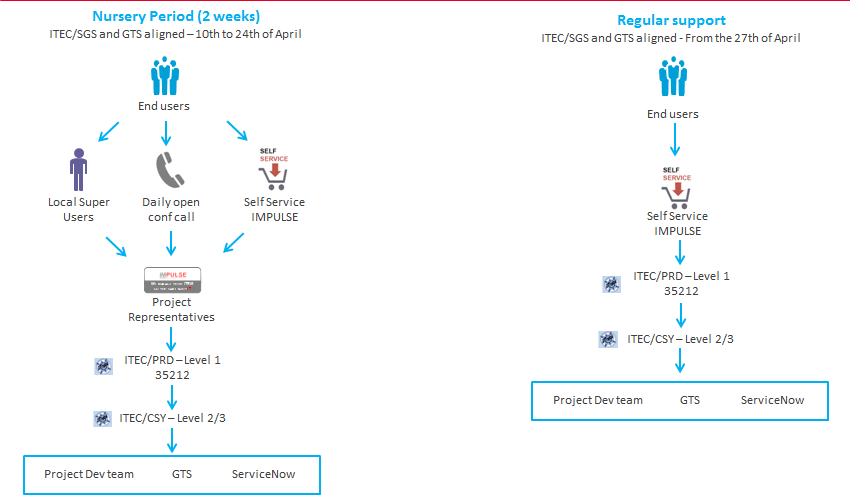 Nursery Period (2 weeks)
ITEC/SGS and GTS aligned – 10th to 24th of April
End users
SELF
SERVICE
Local Super
Users
Daily open
conf call
Self Service
IMPULSE
IMPULSE
Project
Representatives
ITEC/PRD – Level 1
35212
ITEC/CSY – Level 2/3
Project Dev team
GTS
ServiceNow
Regular support
ITEC/SGS and GTS aligned - From the 27th of April
End users
SELF
SERVICE
Self Service
IMPULSE
ITEC/PRD – Level 1
35212
ITEC/CSY – Level 2/3
Project Dev team
GTS
ServiceNow